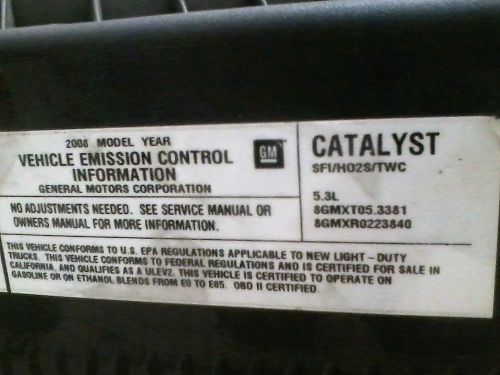 2008 MODEL YEAR
VEHICLE EMISSION CONTROL
INFORMATION
GENERAL MOTORS CORPORATION
GM
NO ADJUSTMENTS NEEDED. SEE SERVICE MANUAL OR
OWNERS MANUAL FOR MORE INFORMATION.
CATALYST
SFI/HO2S/TWC
5.3L
8GMXT05.3381
8GMXR0223840
THIS VEHICLE CONFORMS TO U.S. EPA REGULATIONS APPLICABLE TO NEW LIGHT-DUTY
TRUCKS. THIS VEHICLE CONFORMS TO FEDERAL REGULATIONS AND IS CERTIFIED FOR SALE IN
CALIFORNIA, AND QUALIFIES AS A ULEV2. THIS VEHICLE IS CERTIFIED TO OPERATE ON
GASOLINE OR ON ETHANOL BLENDS FROM E0 TO E85. OBD II CERTIFIED.